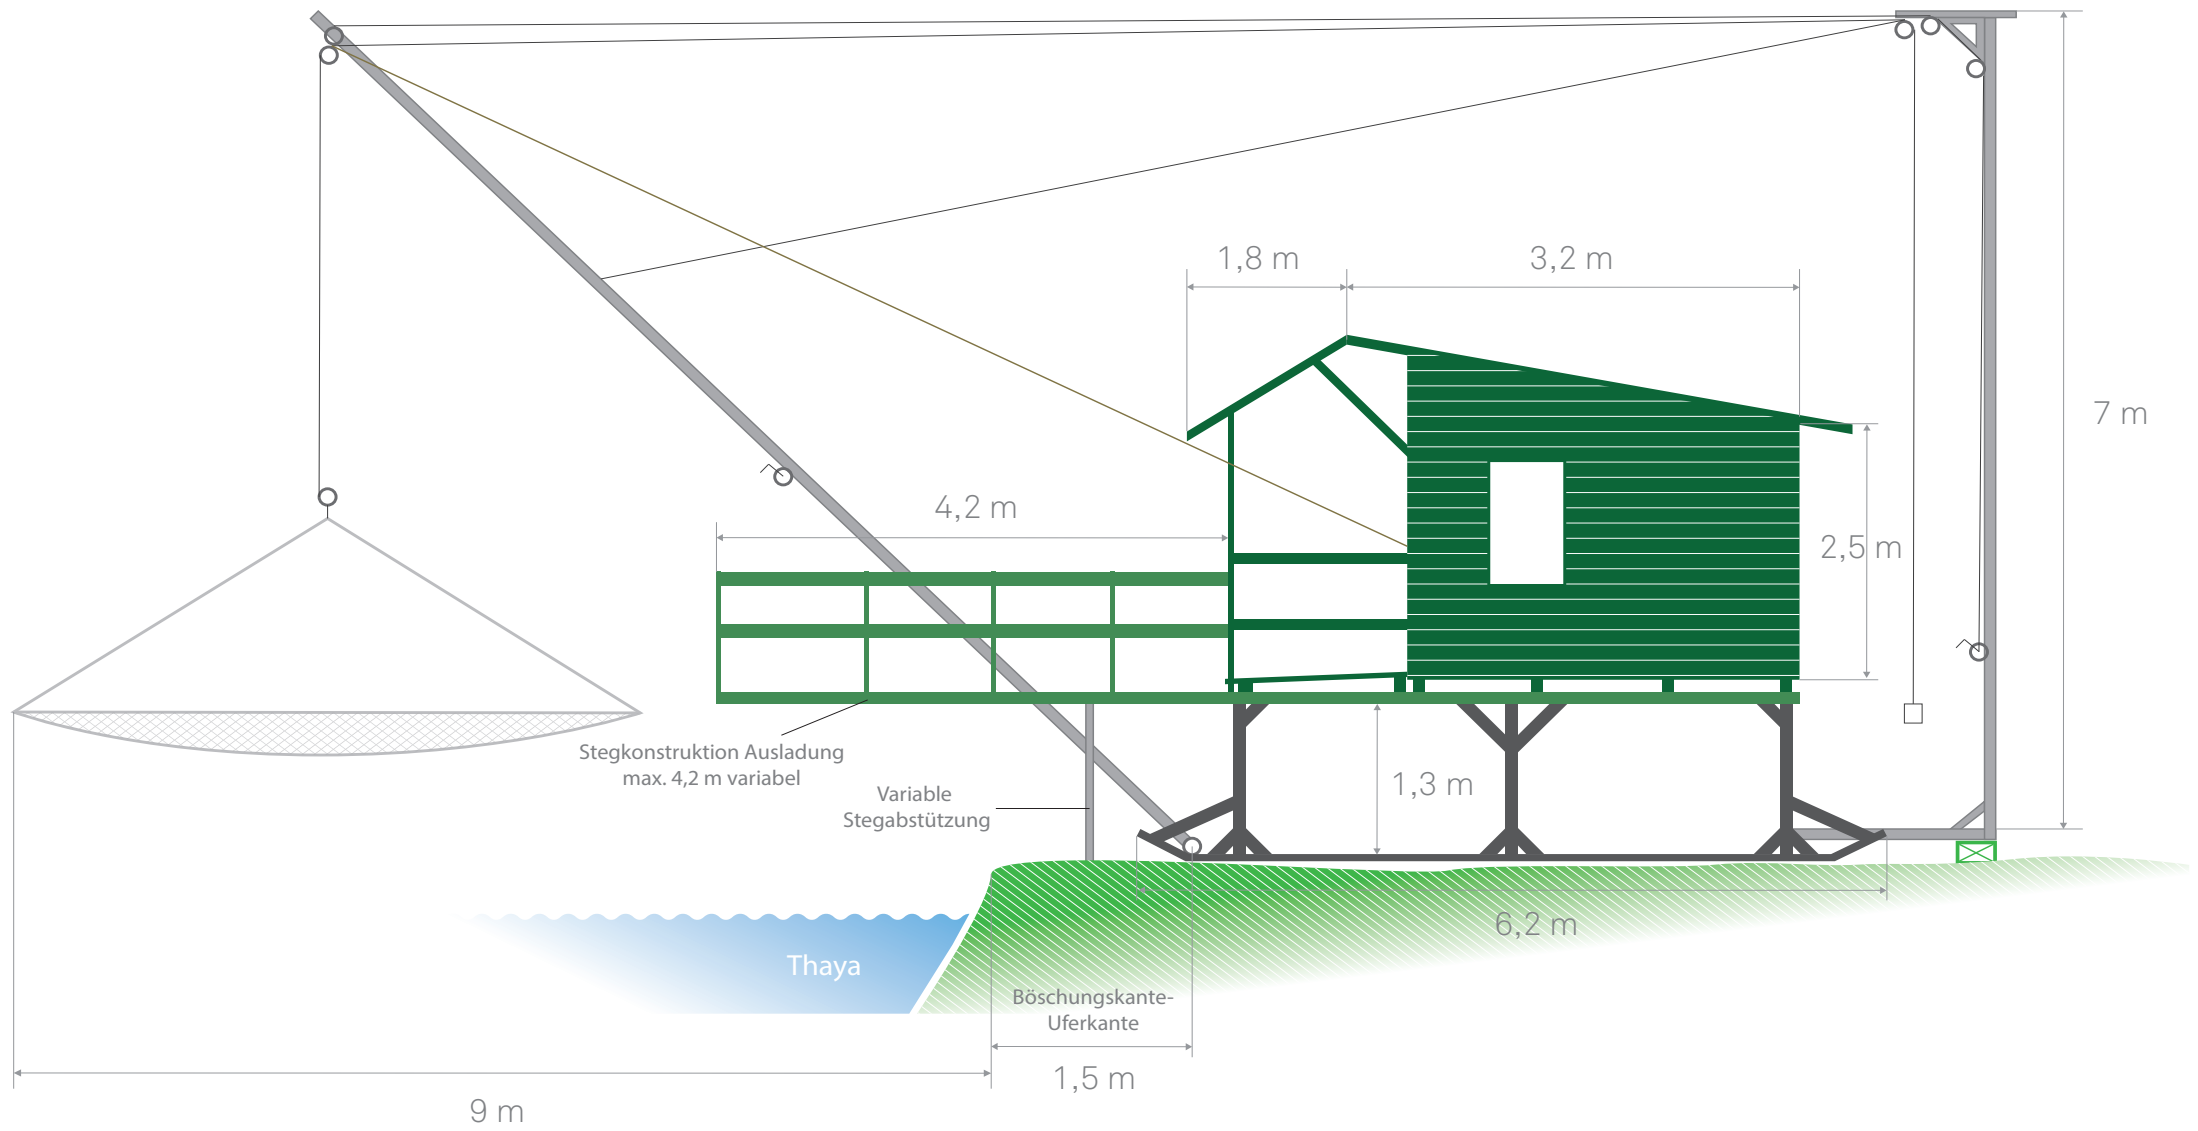 1,8 m
3,2 m
7 m
4,2 m
2,5 m
Stegkonstruktion Ausladung
max. 4,2 m variabel
Variable
Stegabstützung
1,3 m
6,2 m
Thaya
Böschungskante-
Uferkante
1,5 m
9 m